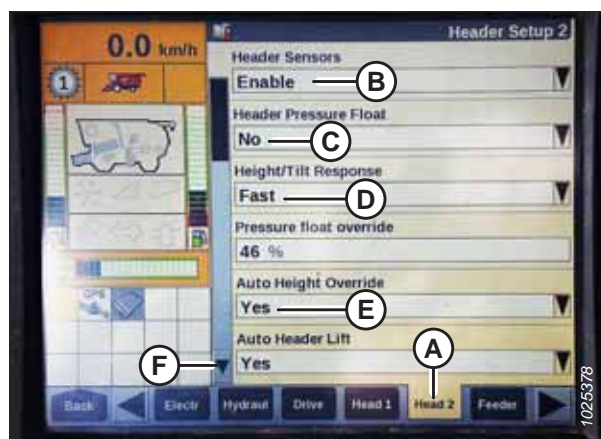 Header Setup 2
0.0 km/h
1
Header Sensors
Enable
B
Header Pressure Float
No
C
Height/Tilt Response
Fast
D
Pressure float override
46 %
Auto Height Override
Yes
E
Auto Header Lift
Yes
F
A
GPS
Back
Electr
Hydraul
Drive
Head 1
Head 2
Feeder
1025378